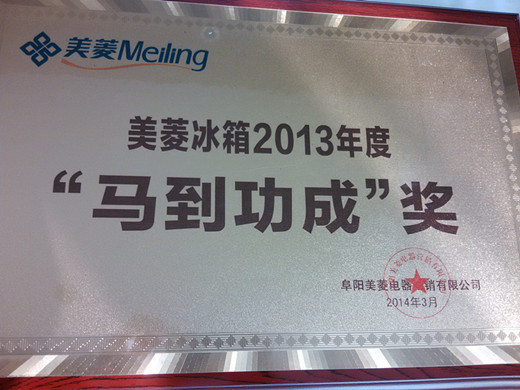 美菱Meiling
美菱冰箱2013年度
“马到功成”奖
阜阳美菱电器营销有限公司
2014年3月